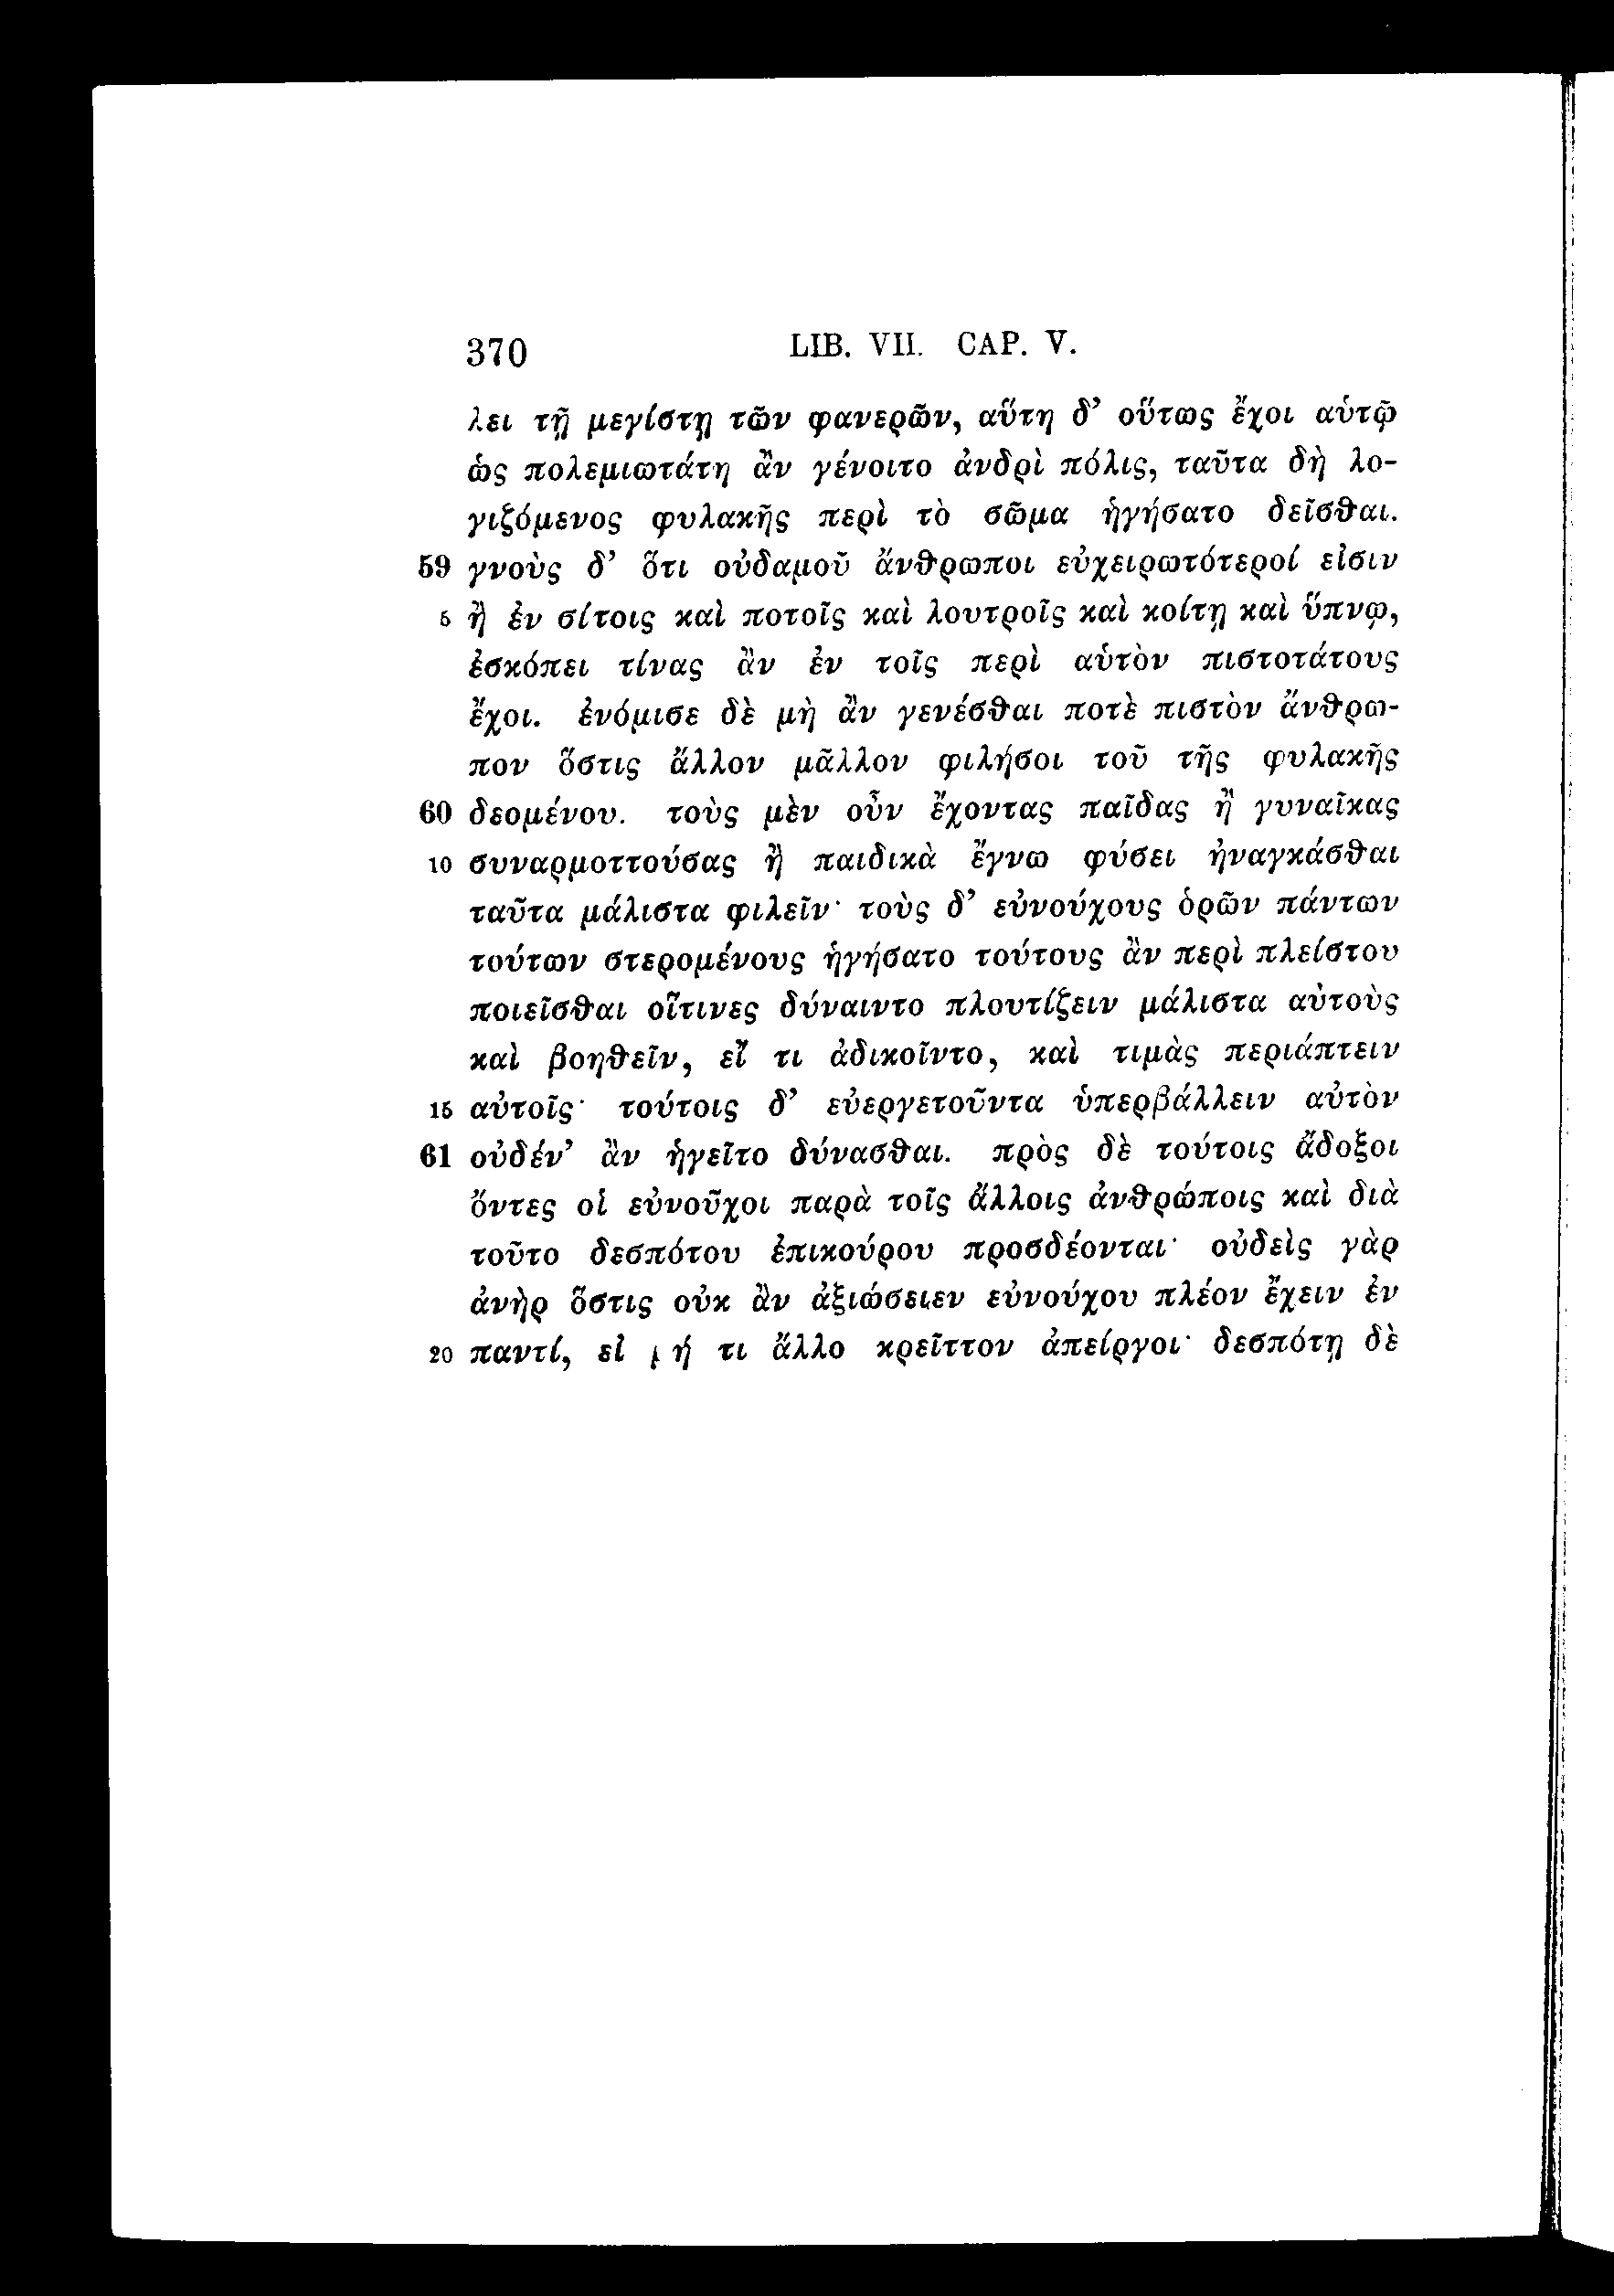 370 LIB. VII. CAP. V.
λει τῇ μεγίστῃ τῶν φανερῶν, αὕτη δ’ οὕτως ἔχοι αὑτῷ
ὡς πολεμιωτάτη ἂν γένοιτο ἀνδρὶ πόλις, ταῦτα δὴ λο-
γιζόμενος φυλακῆς περὶ τὸ σῶμα ἡγήσατο δεῖσθαι.
59 γνοὺς δ’ ὅτι οὐδαμοῦ ἄνθρωποι εὐχειρωτότεροί εἰσιν
5 ἢ ἐν σίτοις καὶ ποτοῖς καὶ λουτροῖς καὶ κοίτῃ καὶ ὕπνῳ,
ἐσκόπει τίνας ἂν ἐν τοῖς περὶ αὑτὸν πιστοτάτους
ἔχοι. ἐνόμισε δὲ μὴ ἂν γενέσθαι ποτὲ πιστὸν ἄνθρω-
πον ὅστις ἄλλον μᾶλλον φιλήσοι τοῦ τῆς φυλακῆς
60 δεομένου. τοὺς μὲν οὖν ἔχοντας παῖδας ἢ γυναῖκας
10 συναρμοττούσας ἢ παιδικὰ ἔγνω φύσει ἠναγκάσθαι
ταῦτα μάλιστα φιλεῖν· τοὺς δ’ εὐνούχους ὁρῶν πάντων
τούτων στερομένους ἡγήσατο τούτους ἂν περὶ πλείστου
ποιεῖσθαι οἵτινες δύναιντο πλουτίζειν μάλιστα αὐτοὺς
καὶ βοηθεῖν, εἴ τι ἀδικοῖντο, καὶ τιμὰς περιάπτειν
15 αὐτοῖς· τούτοις δ’ εὐεργετοῦντα ὑπερβάλλειν αὐτὸν
61 οὐδέν’ ἂν ἡγεῖτο δύνασθαι. πρὸς δὲ τούτοις ἄδοξοι
ὄντες οἱ εὐνοῦχοι παρὰ τοῖς ἄλλοις ἀνθρώποις καὶ διὰ
τοῦτο δεσπότου ἐπικούρου προσδέονται· οὐδεὶς γὰρ
ἀνὴρ ὅστις οὐκ ἂν ἀξιώσειεν εὐνούχου πλέον ἔχειν ἐν
20 παντί, εἰ μή τι ἄλλο κρεῖττον ἀπείργοι· δεσπότῃ δὲ